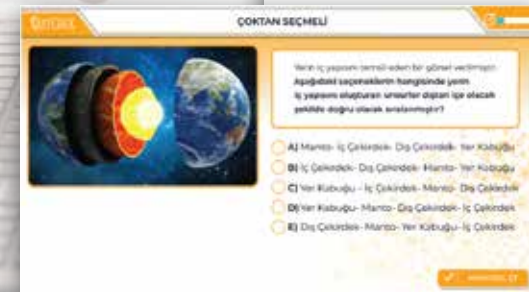 ÇOKTAN SEÇMELİ
Yerin iç yapısını temsil eden bir görsel verilmiştir.
Aşağıdaki seçeneklerin hangisinde yerin
iç yapısını oluşturan unsurlar dıştan içe olacak
şekilde doğru olarak sıralanmıştır?
A) Manto- İç Çekirdek- Dış Çekirdek- Yer Kabuğu
B) İç Çekirdek- Dış Çekirdek- Manto- Yer Kabuğu
C) Yer Kabuğu - İç Çekirdek- Manto- Dış Çekirdek
D) Yer Kabuğu- Manto- Dış Çekirdek- İç Çekirdek
E) Dış Çekirdek- Manto- Yer Kabuğu- İç Çekirdek